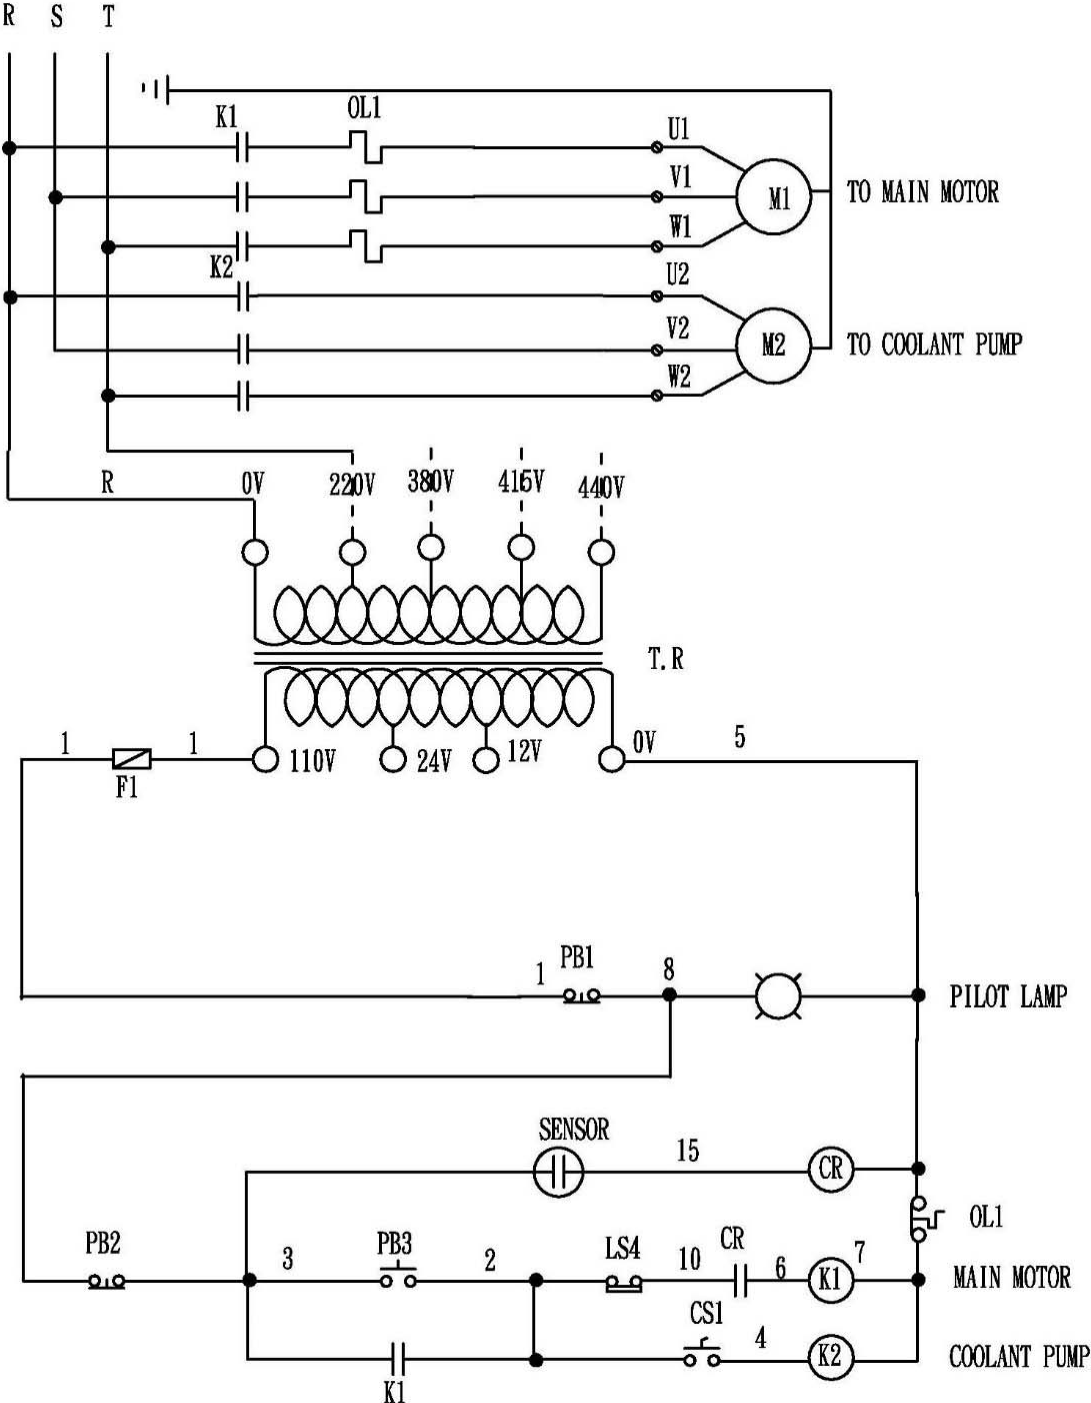 R S T
K1 OL1 U1
V1
M1 TO MAIN MOTOR
W1
K2 U2
V2
M2 TO COOLANT PUMP
W2
R 0V 220V 380V 415V 440V
T.R
1 1 110V 24V 12V 0V 5
F1
1 PB1 8
PILOT LAMP
SENSOR
15 CR
OL1
PB2 3 PB3 2 LS4 10 CR 6 K1 7 MAIN MOTOR
CS1
4 K2 COOLANT PUMP
K1